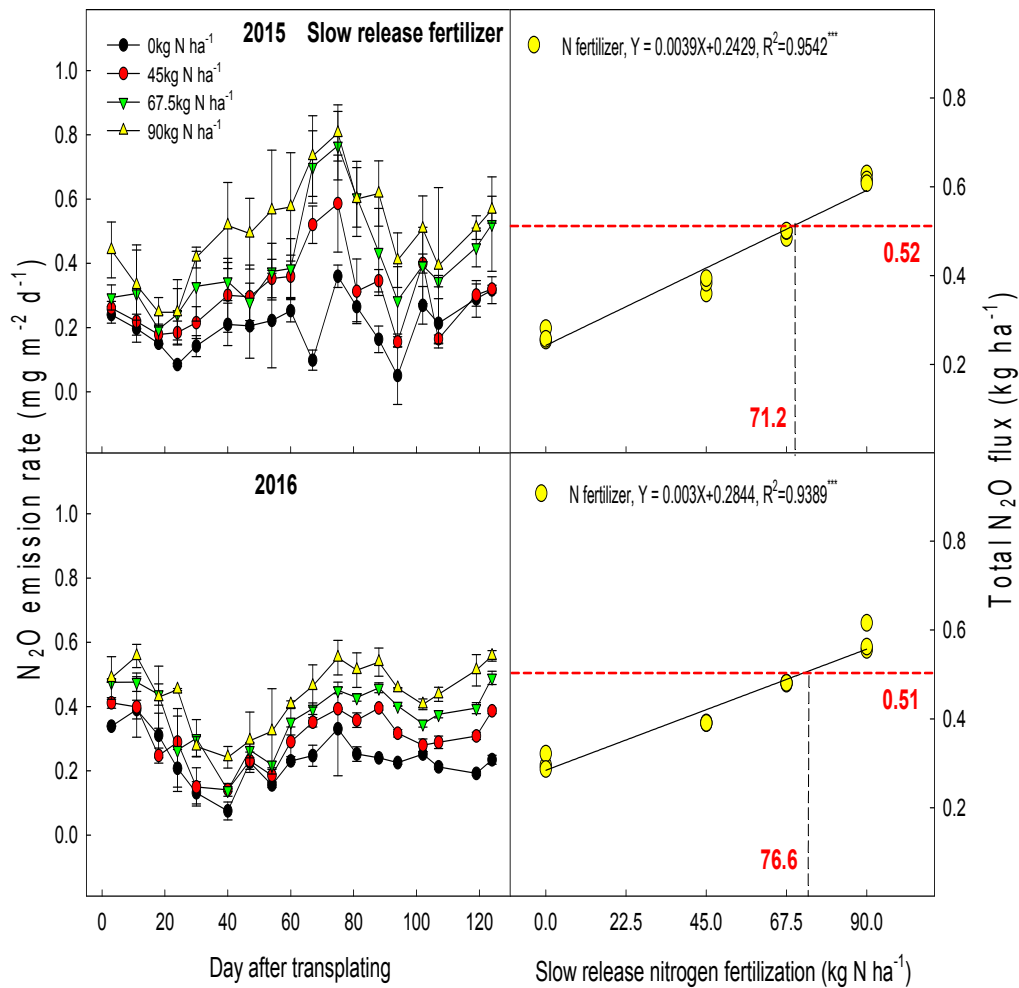 2015 Slow release fertilizer
0kg N ha⁻¹
45kg N ha⁻¹
67.5kg N ha⁻¹
90kg N ha⁻¹
1.0
0.8
0.6
0.4
0.2
0.0
N fertilizer, Y = 0.0039X+0.2429, R²=0.9542***
0.8
0.6
0.4
0.2
0.52
71.2
2016
1.0
0.8
0.6
0.4
0.2
0.0
N fertilizer, Y = 0.003X+0.2844, R²=0.9389***
0.8
0.6
0.4
0.2
0.51
76.6
0 20 40 60 80 100 120
0.0 22.5 45.0 67.5 90.0
Day after transplating
Slow release nitrogen fertilization (kg N ha⁻¹)
N₂O emission rate (mg m⁻² d⁻¹)
Total N₂O flux (kg ha⁻¹)